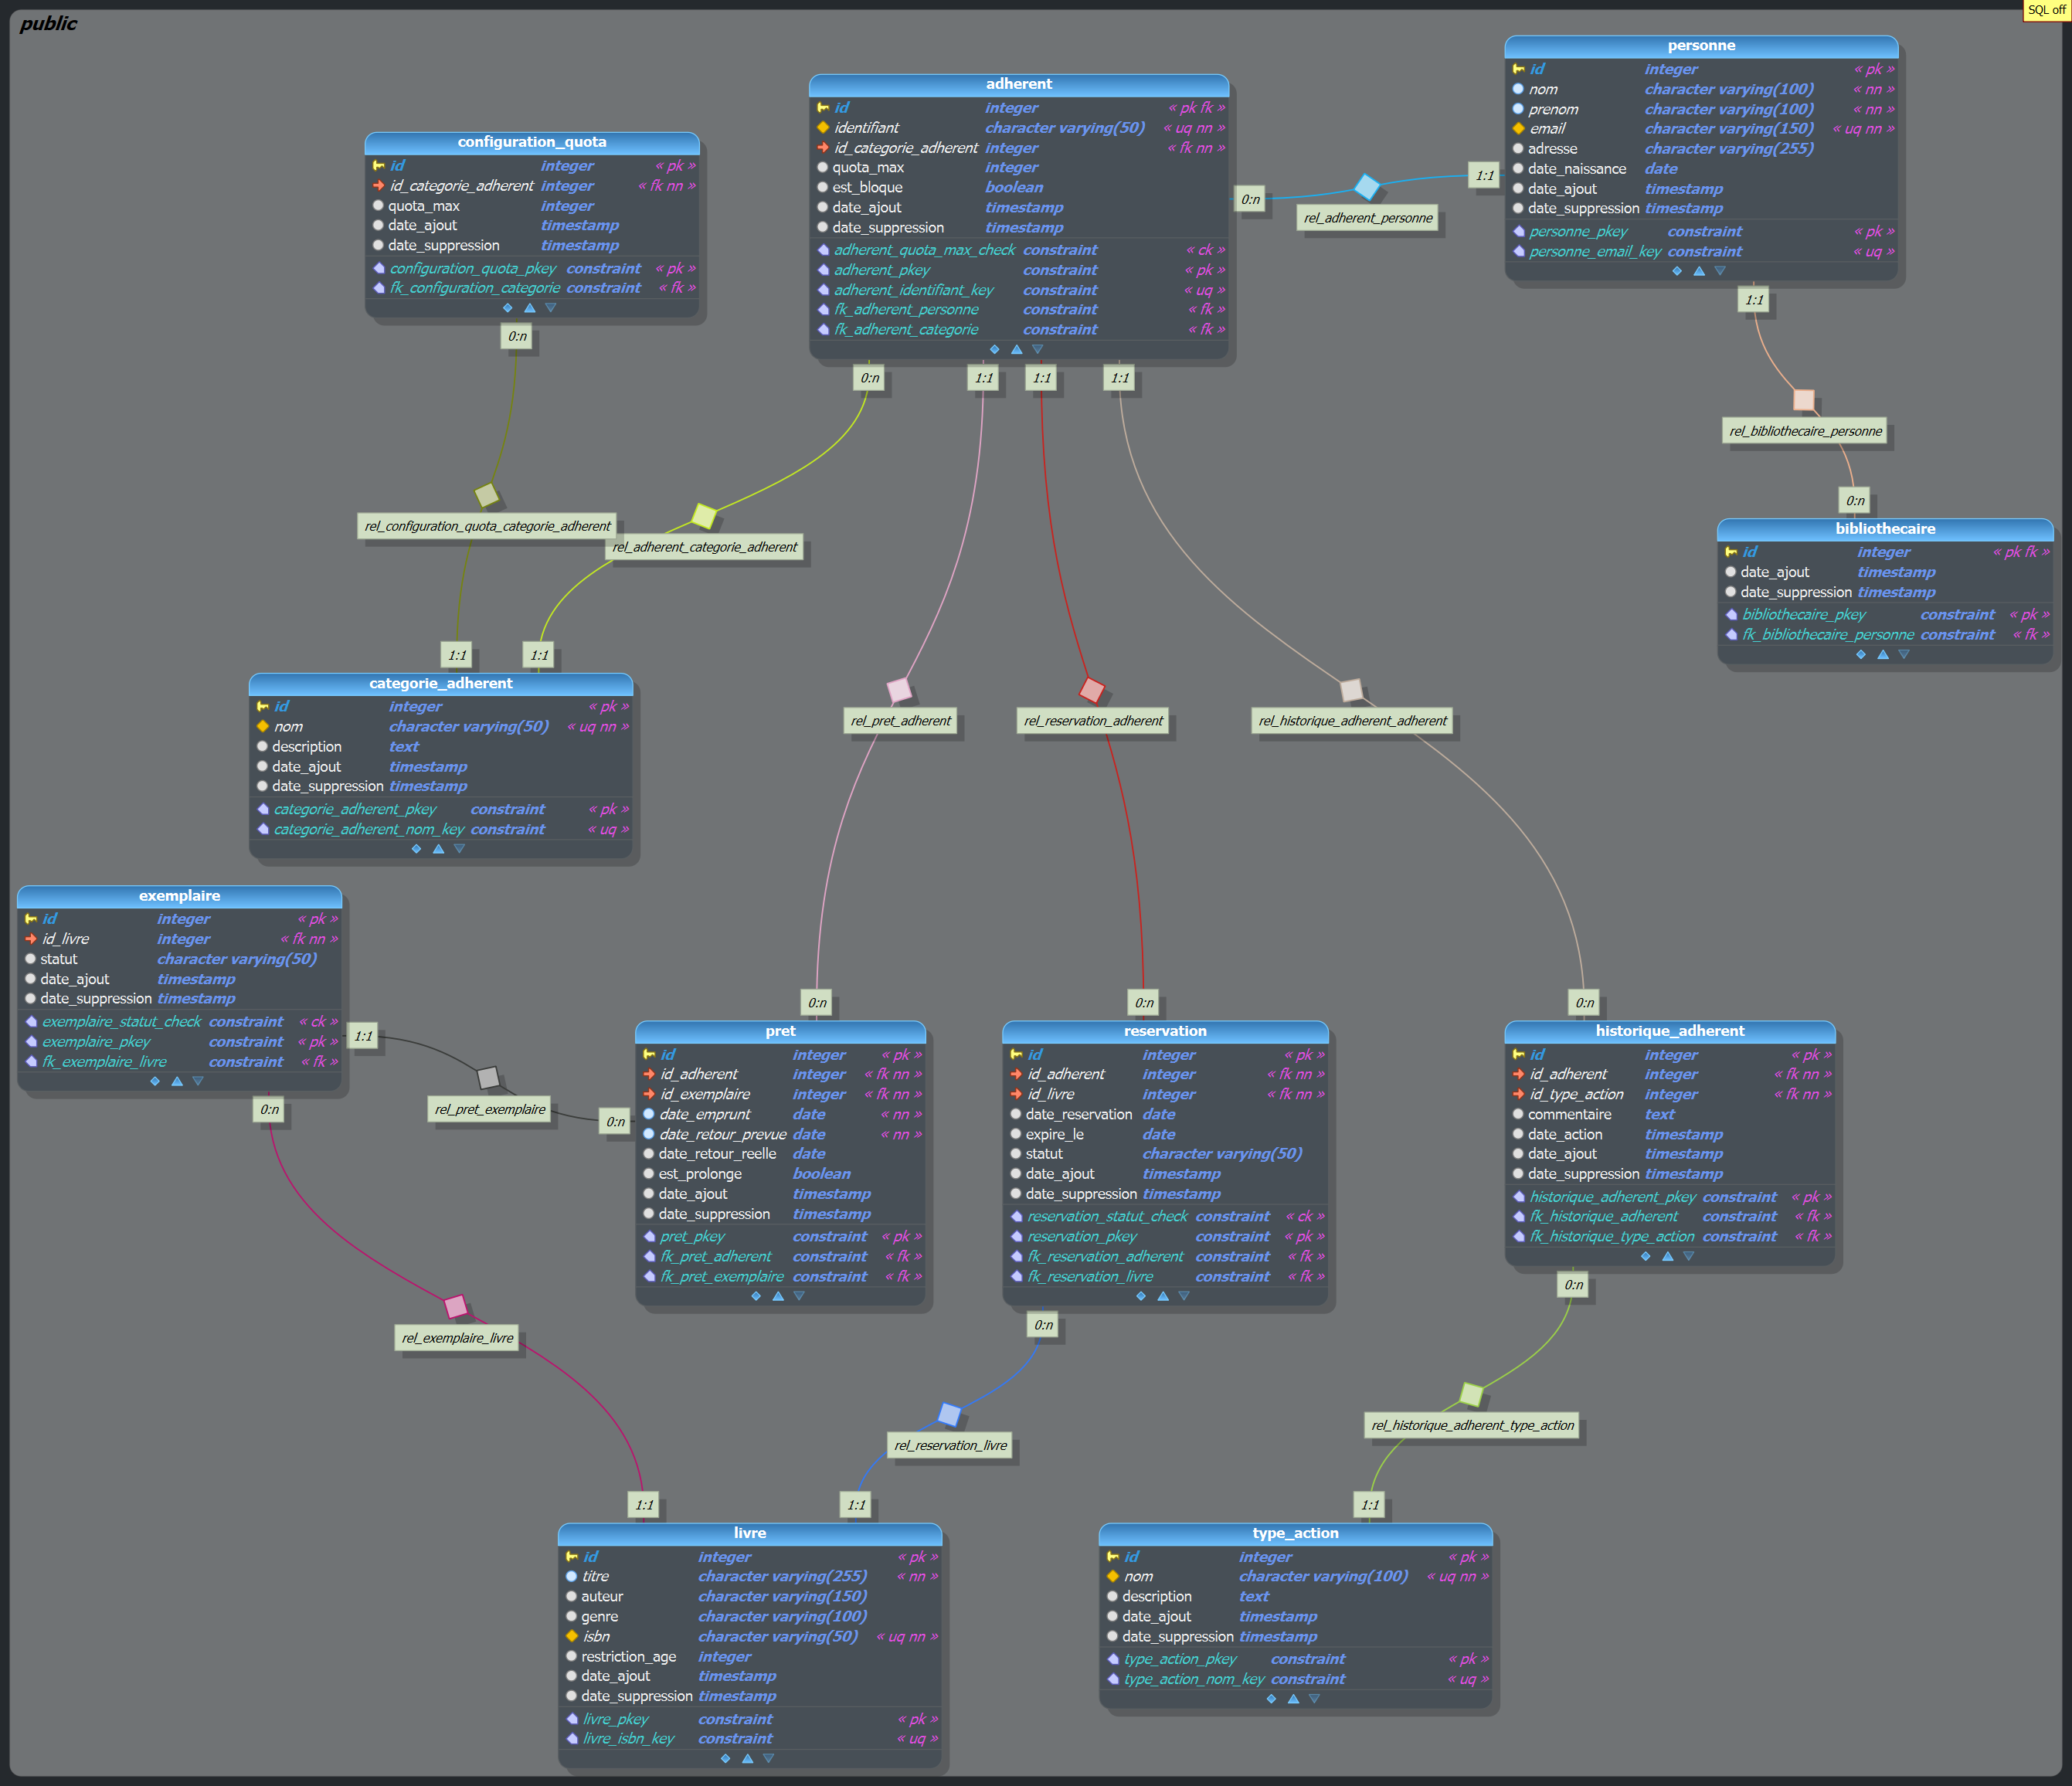 public
SQL off
personne
id integer « pk »
nom character varying(100) « nn »
prenom character varying(100) « nn »
email character varying(150) « uq nn »
adresse character varying(255)
date_naissance date
date_ajout timestamp
date_suppression timestamp
personne_pkey constraint « pk »
personne_email_key constraint « uq »
adherent
id integer « pk fk »
identifiant character varying(50) « uq nn »
id_categorie_adherent integer « fk nn »
quota_max integer
est_bloque boolean
date_ajout timestamp
date_suppression timestamp
adherent_quota_max_check constraint « ck »
adherent_pkey constraint « pk »
adherent_identifiant_key constraint « uq »
fk_adherent_personne constraint « fk »
fk_adherent_categorie constraint « fk »
configuration_quota
id integer « pk »
id_categorie_adherent integer « fk nn »
quota_max integer
date_ajout timestamp
date_suppression timestamp
configuration_quota_pkey constraint « pk »
fk_configuration_categorie constraint « fk »
0:n
rel_adherent_personne
1:1
1:1
rel_bibliothecaire_personne
0:n
0:n
0:n
1:1
1:1
1:1
bibliothecaire
id integer « pk fk »
date_ajout timestamp
date_suppression timestamp
bibliothecaire_pkey constraint « pk »
fk_bibliothecaire_personne constraint « fk »
rel_configuration_quota_categorie_adherent
rel_adherent_categorie_adherent
1:1
1:1
categorie_adherent
id integer « pk »
nom character varying(50) « uq nn »
description text
date_ajout timestamp
date_suppression timestamp
categorie_adherent_pkey constraint « pk »
categorie_adherent_nom_key constraint « uq »
rel_pret_adherent
rel_reservation_adherent
rel_historique_adherent_adherent
exemplaire
id integer « pk »
id_livre integer « fk nn »
statut character varying(50)
date_ajout timestamp
date_suppression timestamp
exemplaire_statut_check constraint « ck »
exemplaire_pkey constraint « pk »
fk_exemplaire_livre constraint « fk »
1:1
rel_pret_exemplaire
0:n
0:n
0:n
0:n
0:n
pret
id integer « pk »
id_adherent integer « fk nn »
id_exemplaire integer « fk nn »
date_emprunt date « nn »
date_retour_prevue date « nn »
date_retour_reelle date
est_prolonge boolean
date_ajout timestamp
date_suppression timestamp
pret_pkey constraint « pk »
fk_pret_adherent constraint « fk »
fk_pret_exemplaire constraint « fk »
reservation
id integer « pk »
id_adherent integer « fk nn »
id_livre integer « fk nn »
date_reservation date
expire_le date
statut character varying(50)
date_ajout timestamp
date_suppression timestamp
reservation_statut_check constraint « ck »
reservation_pkey constraint « pk »
fk_reservation_adherent constraint « fk »
fk_reservation_livre constraint « fk »
historique_adherent
id integer « pk »
id_adherent integer « fk nn »
id_type_action integer « fk nn »
commentaire text
date_action timestamp
date_ajout timestamp
date_suppression timestamp
historique_adherent_pkey constraint « pk »
fk_historique_adherent constraint « fk »
fk_historique_type_action constraint « fk »
0:n
0:n
rel_exemplaire_livre
rel_reservation_livre
rel_historique_adherent_type_action
1:1
1:1
1:1
livre
id integer « pk »
titre character varying(255) « nn »
auteur character varying(150)
genre character varying(100)
isbn character varying(50) « uq nn »
restriction_age integer
date_ajout timestamp
date_suppression timestamp
livre_pkey constraint « pk »
livre_isbn_key constraint « uq »
type_action
id integer « pk »
nom character varying(100) « uq nn »
description text
date_ajout timestamp
date_suppression timestamp
type_action_pkey constraint « pk »
type_action_nom_key constraint « uq »